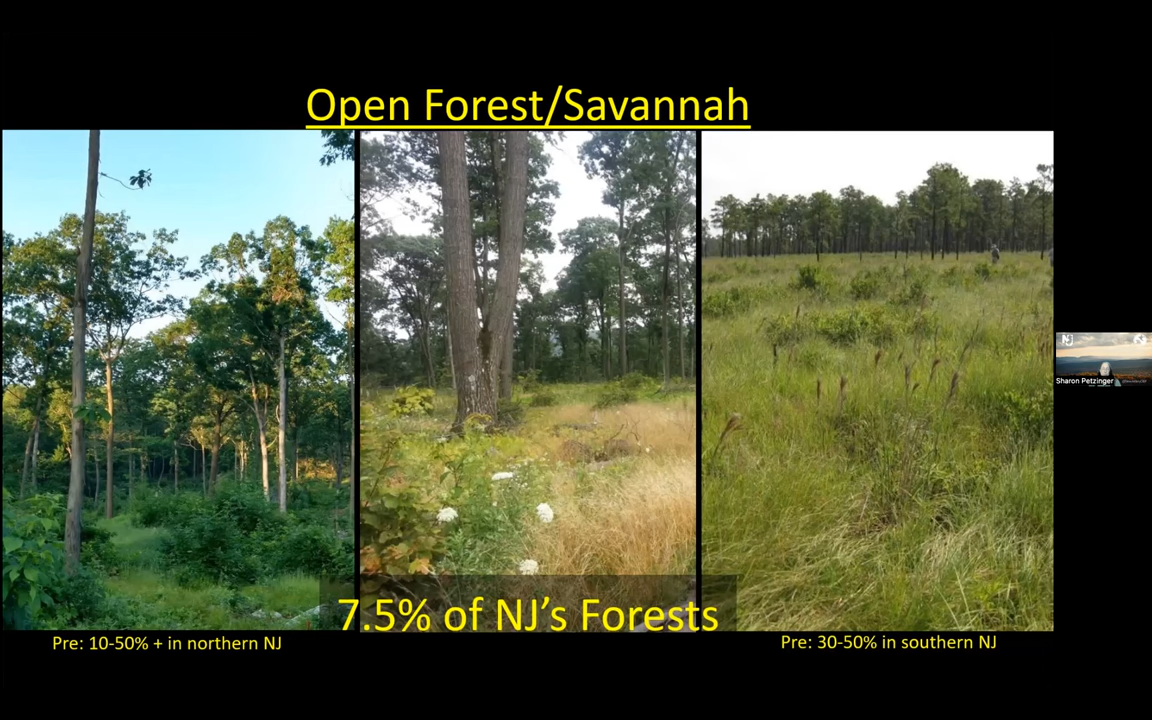 Open Forest/Savannah
7.5% of NJ's Forests
Pre: 10-50% + in northern NJ
Pre: 30-50% in southern NJ
Sharon Petzinger